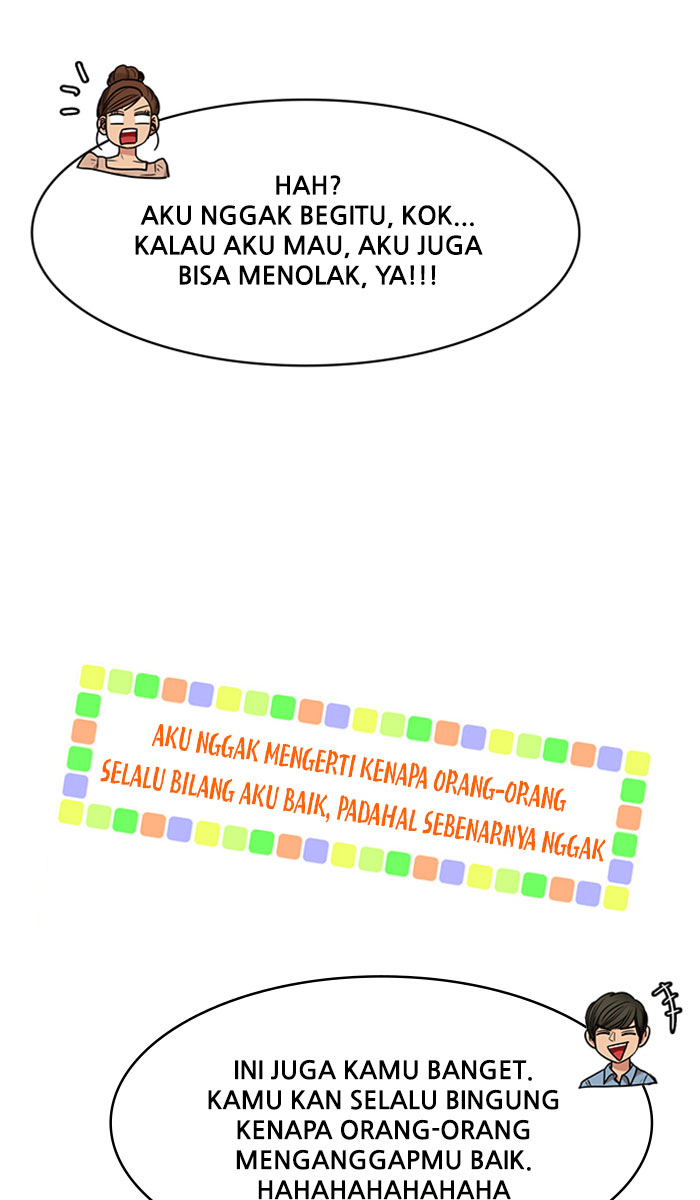 HAH?
AKU NGGAK BEGITU, KOK...
KALAU AKU MAU, AKU JUGA
BISA MENOLAK, YA!!!
AKU NGGAK MENGERTI KENAPA ORANG-ORANG
SELALU BILANG AKU BAIK, PADAHAL SEBENARNYA NGGAK
INI JUGA KAMU BANGET.
KAMU KAN SELALU BINGUNG
KENAPA ORANG-ORANG
MENGANGGAPMU BAIK.
HAHAHAHAHAHAHA